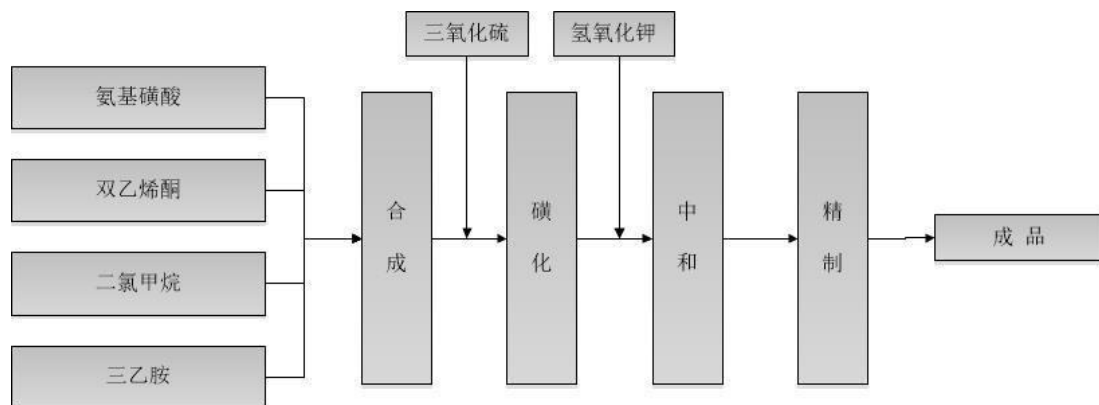 三氧化硫
氢氧化钾
氨基磺酸
双乙烯酮
二氯甲烷
三乙胺
合成
磺化
中和
精制
成 品